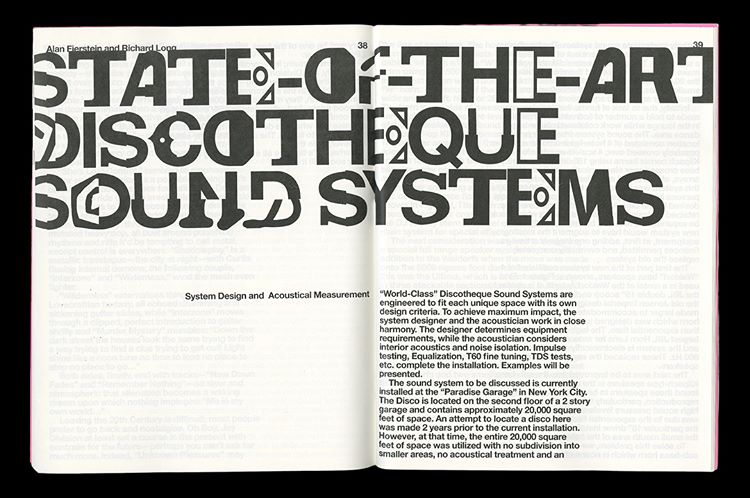 Alan Fierstein and Richard Long
38
39
STATE-OF-THE-ART
DISCOTHEQUE
SOUND SYSTEMS
System Design and Acoustical Measurement
“World-Class” Discotheque Sound Systems are
engineered to fit each unique space with its own
design criteria. To achieve maximum impact, the
system designer and the acoustician work in close
harmony. The designer determines equipment
requirements, while the acoustician considers
interior acoustics and noise isolation. Impulse
testing, Equalization, T60 fine tuning, TDS tests,
etc. complete the installation. Examples will be
presented.
The sound system to be discussed is currently
installed at the “Paradise Garage” in New York City.
The Disco is located on the second floor of a 2 story
garage and contains approximately 20,000 square
feet of space. An attempt to locate a disco here
was made 2 years prior to the current installation.
However, at that time, the entire 20,000 square
feet of space was utilized with no subdivision into
smaller areas, no acoustical treatment and an